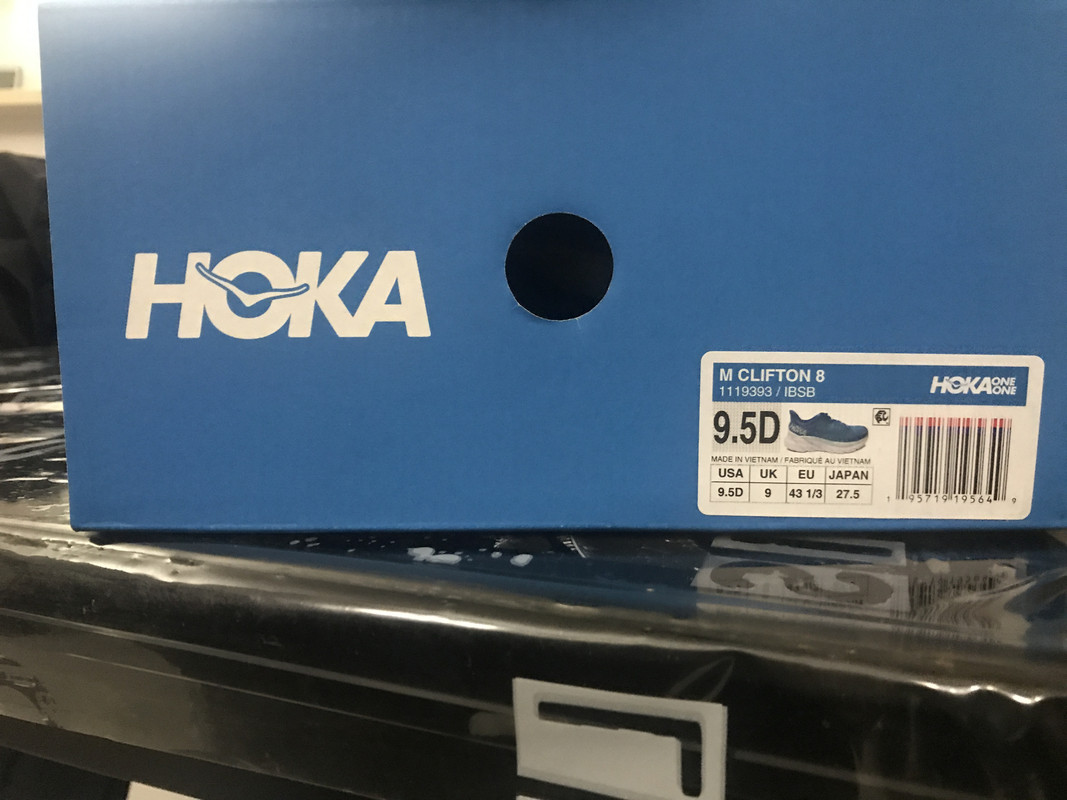 HOKA
M CLIFTON 8
1119393 / IBSB
HOKA ONE ONE
9.5D
MADE IN VIETNAM / FABRIQUÉ AU VIETNAM
USA UK EU JAPAN
9.5D 9 43 1/3 27.5
1 95719 19564 9